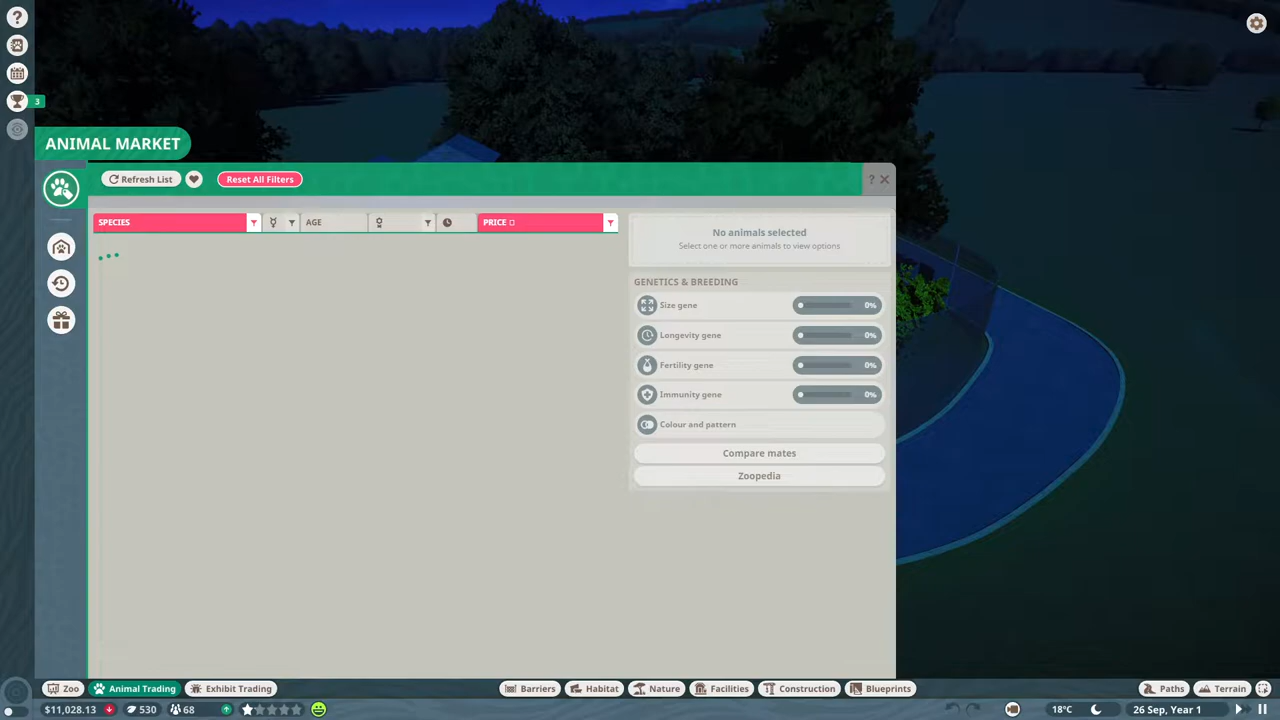 ?
3
ANIMAL MARKET
Refresh List
Reset All Filters
?
SPECIES
AGE
PRICE
No animals selected
Select one or more animals to view options
GENETICS & BREEDING
Size gene
0%
Longevity gene
0%
Fertility gene
0%
Immunity gene
0%
Colour and pattern
Compare mates
Zoopedia
Zoo
Animal Trading
Exhibit Trading
Barriers
Habitat
Nature
Facilities
Construction
Blueprints
Paths
Terrain
$11,028.13
530
68
18°C
26 Sep, Year 1